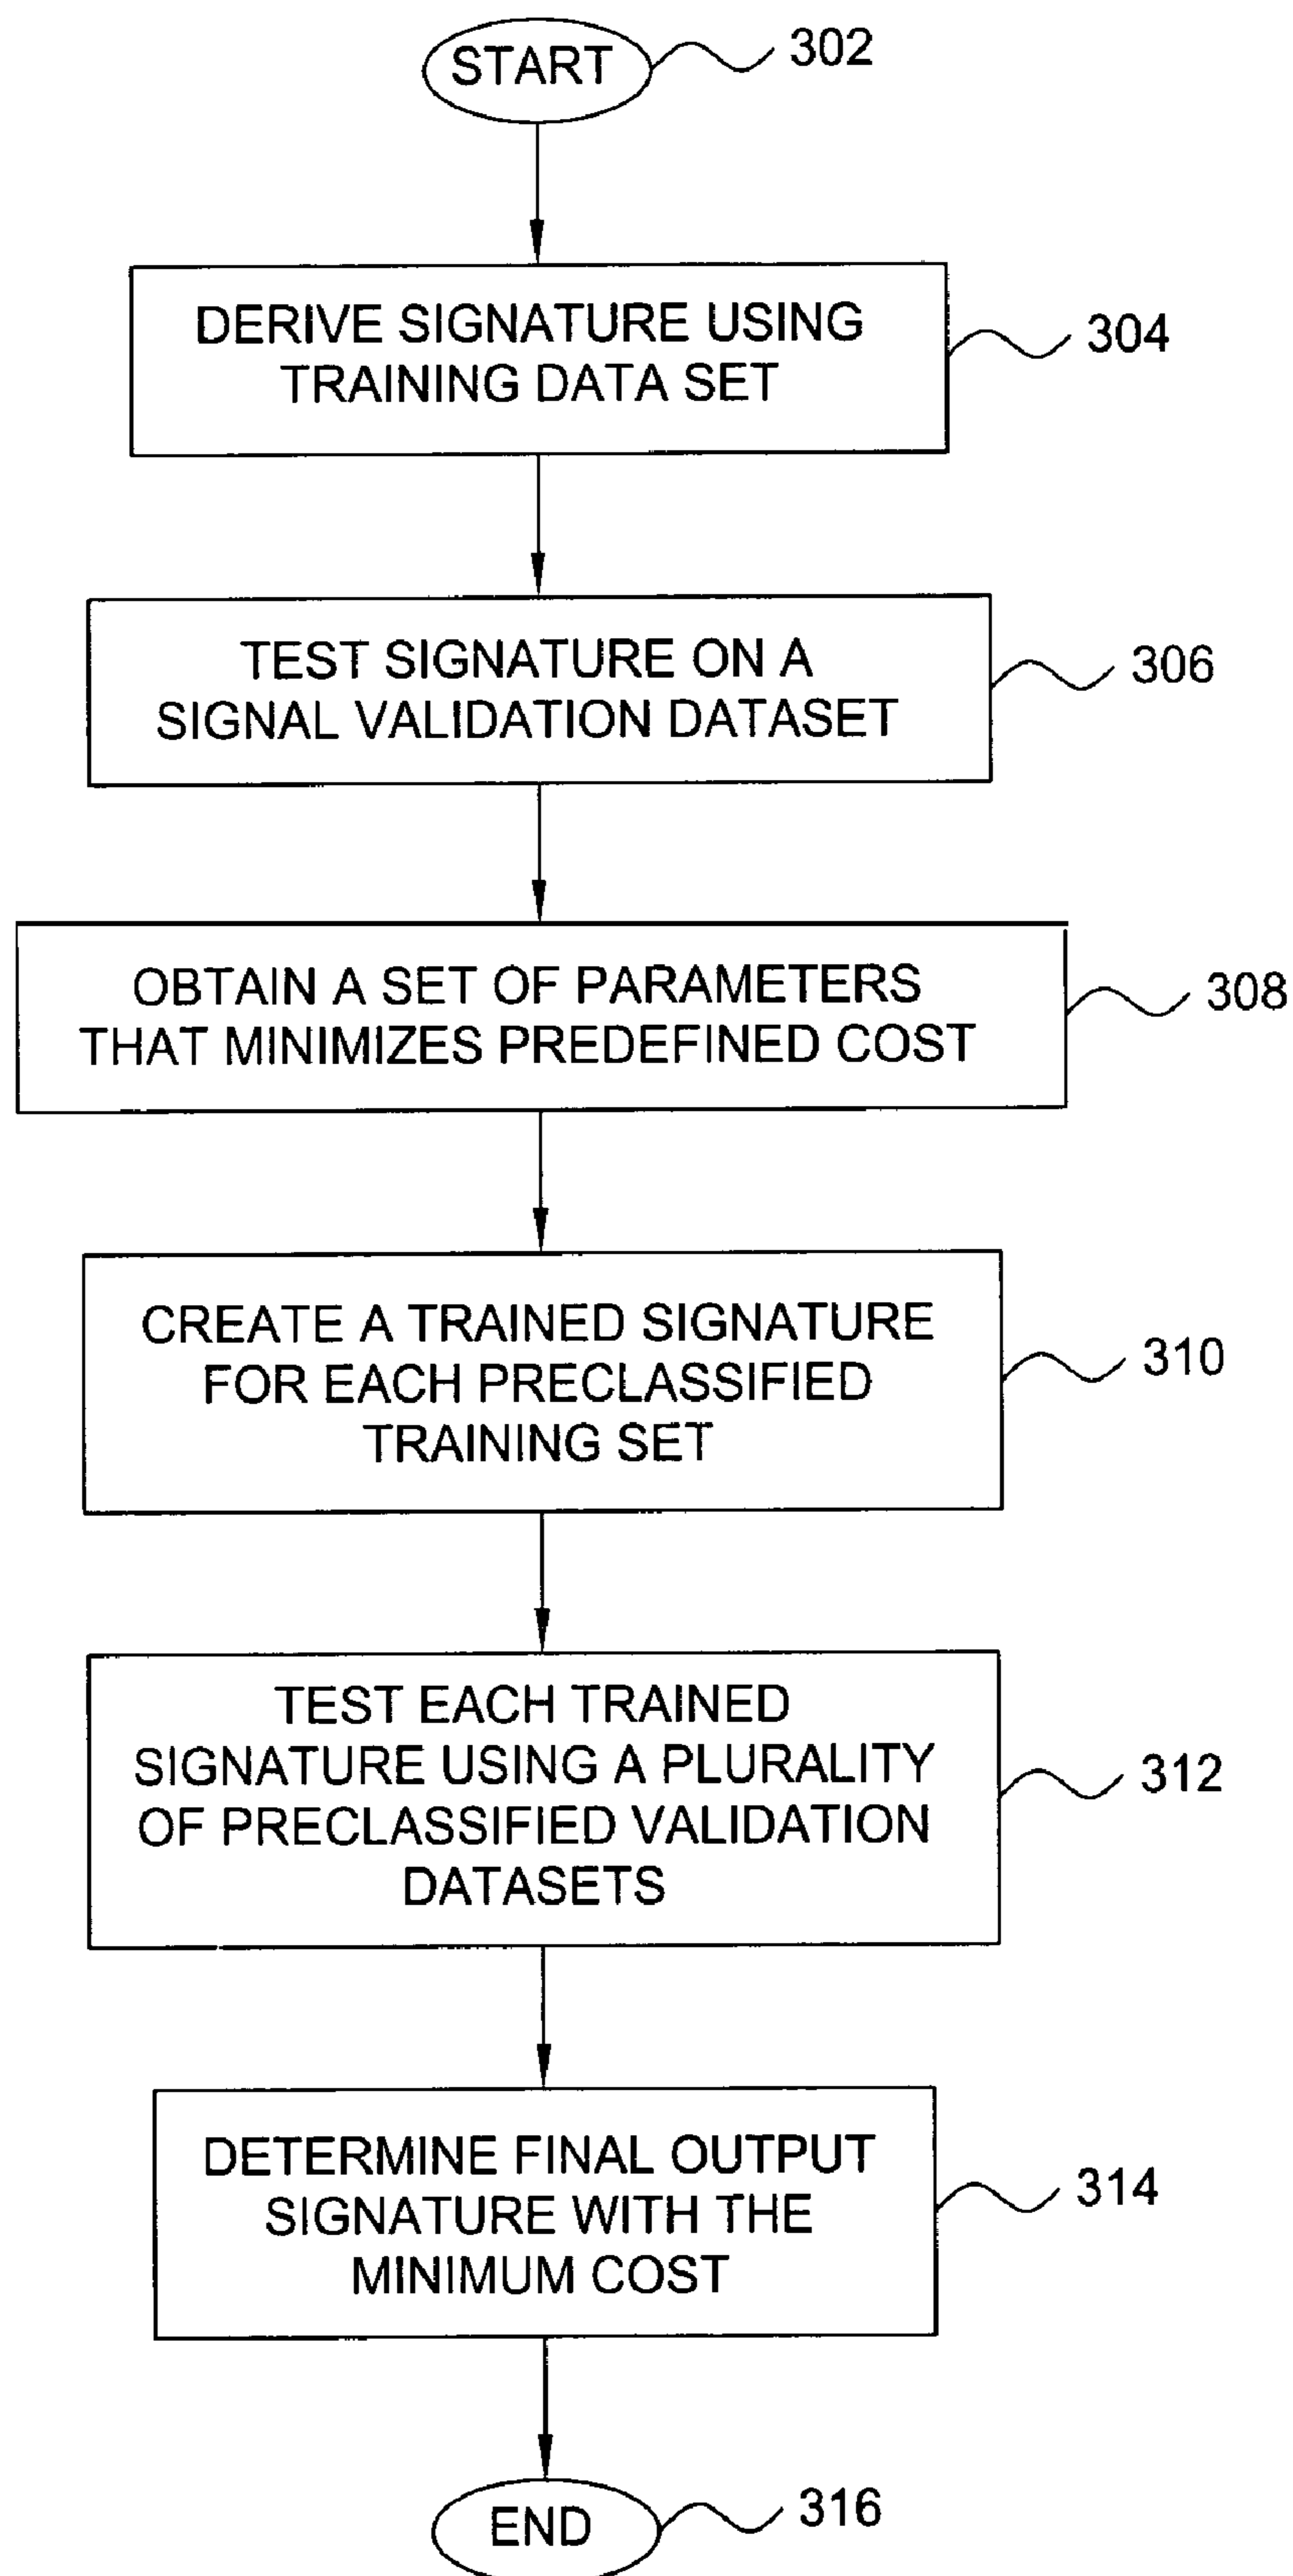 START
302
DERIVE SIGNATURE USING
TRAINING DATA SET
304
TEST SIGNATURE ON A
SIGNAL VALIDATION DATASET
306
OBTAIN A SET OF PARAMETERS
THAT MINIMIZES PREDEFINED COST
308
CREATE A TRAINED SIGNATURE
FOR EACH PRECLASSIFIED
TRAINING SET
310
TEST EACH TRAINED
SIGNATURE USING A PLURALITY
OF PRECLASSIFIED VALIDATION
DATASETS
312
DETERMINE FINAL OUTPUT
SIGNATURE WITH THE
MINIMUM COST
314
END
316